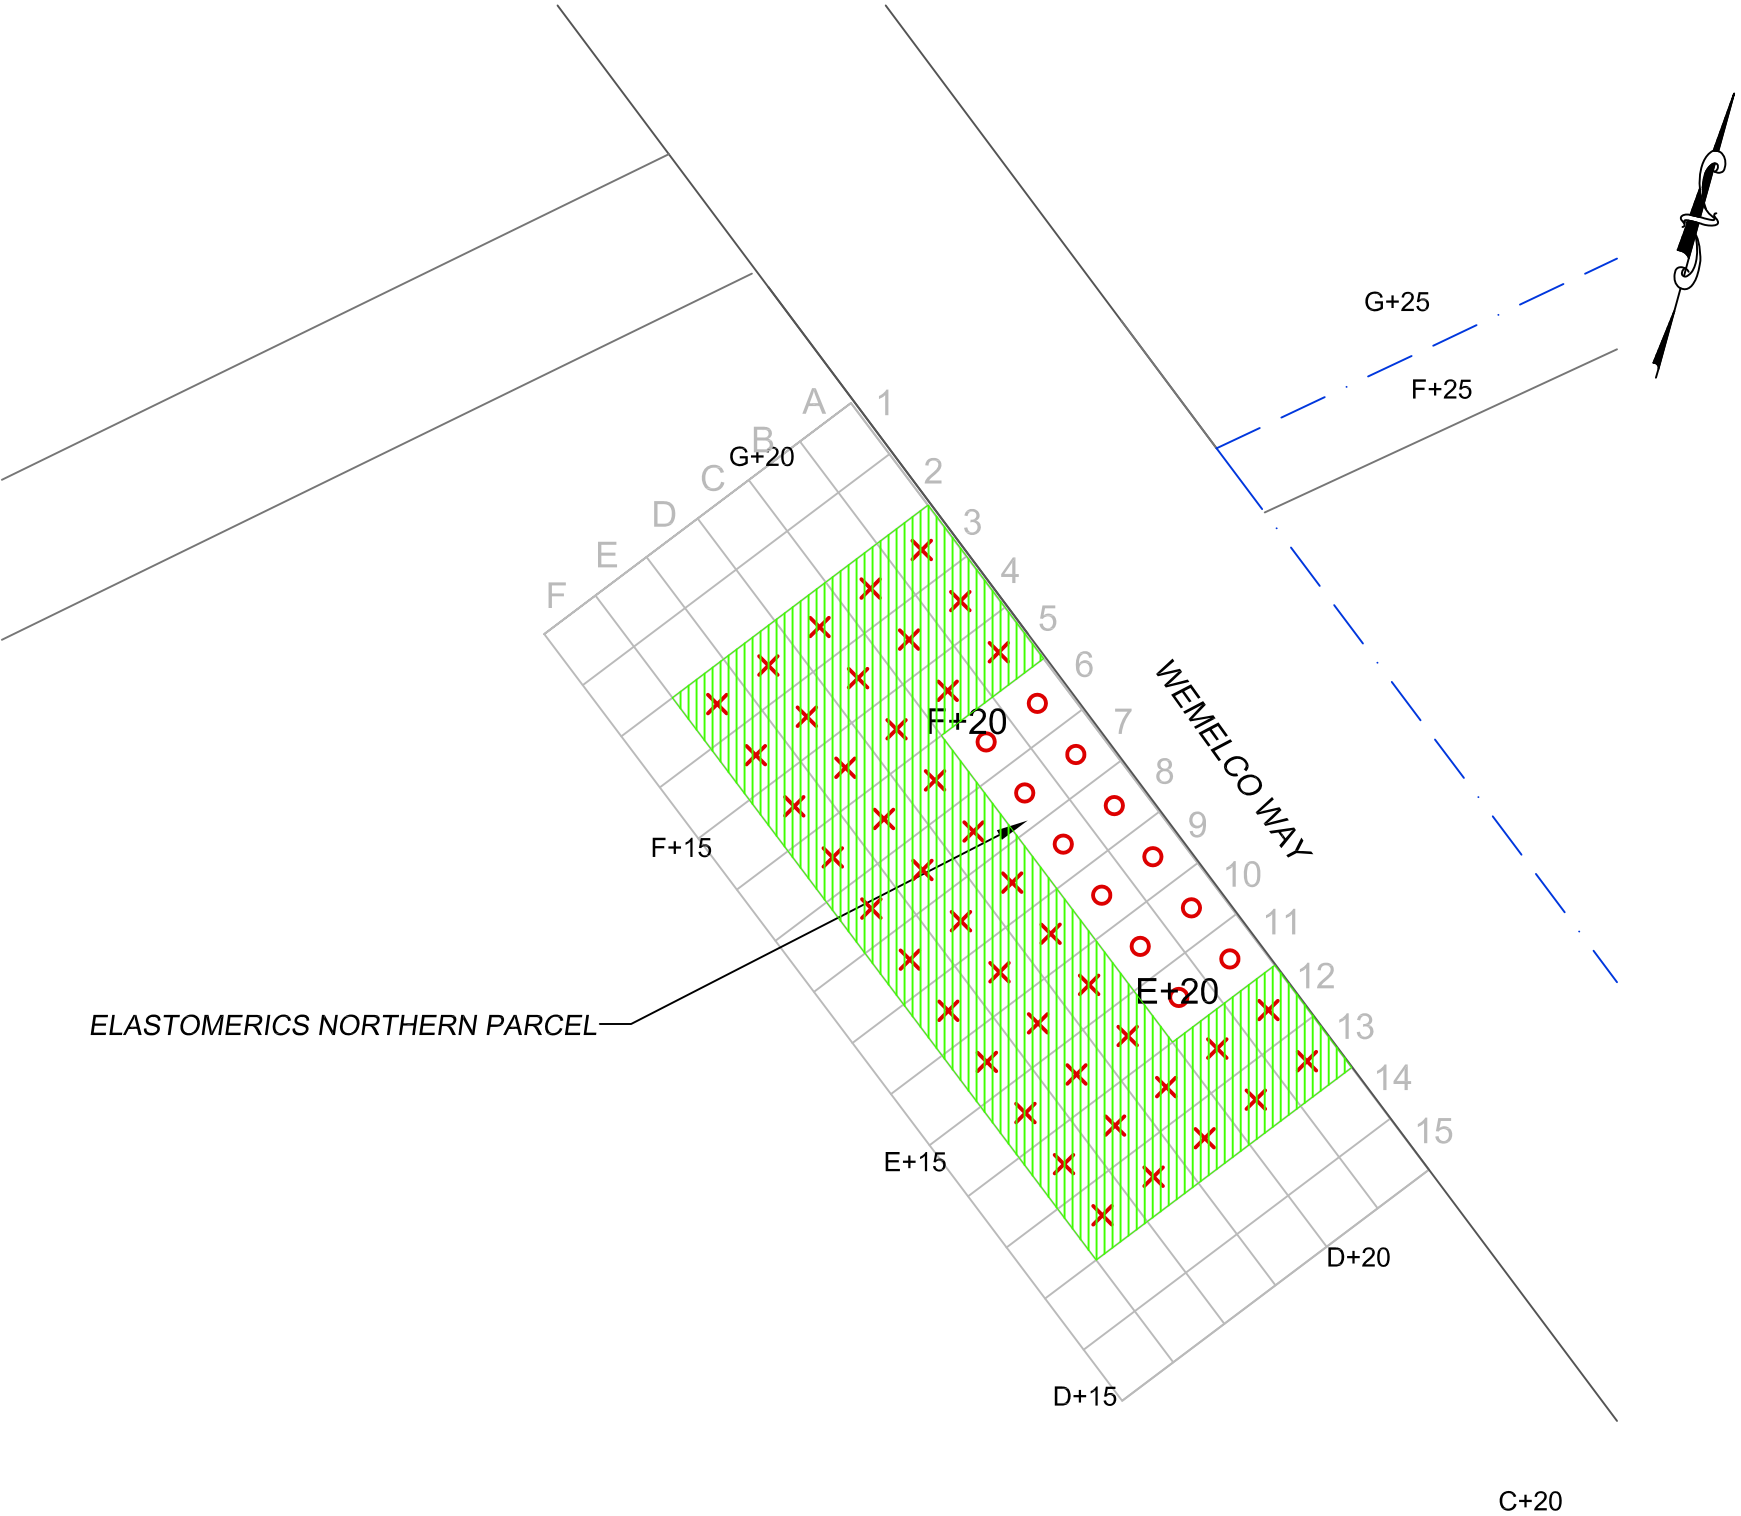 G+25
F+25
A
1
B
G+20
C
2
D
3
E
4
F
5
6
F+20
7
WEMELCO WAY
8
9
F+15
10
11
12
E+20
ELASTOMERICS NORTHERN PARCEL
13
14
15
E+15
D+20
D+15
C+20